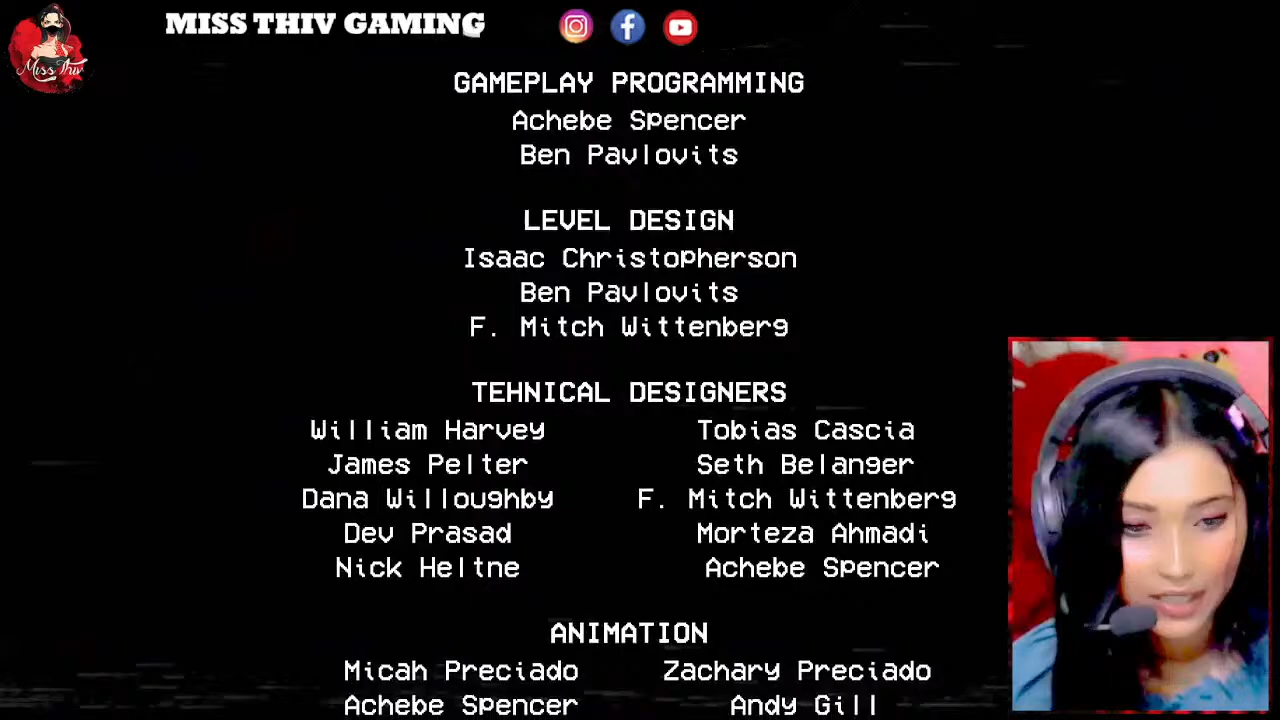 MISS THIV GAMING
Miss Thiv
GAMEPLAY PROGRAMMING
Achebe Spencer
Ben Pavlovits
LEVEL DESIGN
Isaac Christopherson
Ben Pavlovits
F. Mitch Wittenberg
TEHNICAL DESIGNERS
William Harvey Tobias Cascia
James Pelter Seth Belanger
Dana Willoughby F. Mitch Wittenberg
Dev Prasad Morteza Ahmadi
Nick Heltne Achebe Spencer
ANIMATION
Micah Preciado Zachary Preciado
Achebe Spencer Andy Gill